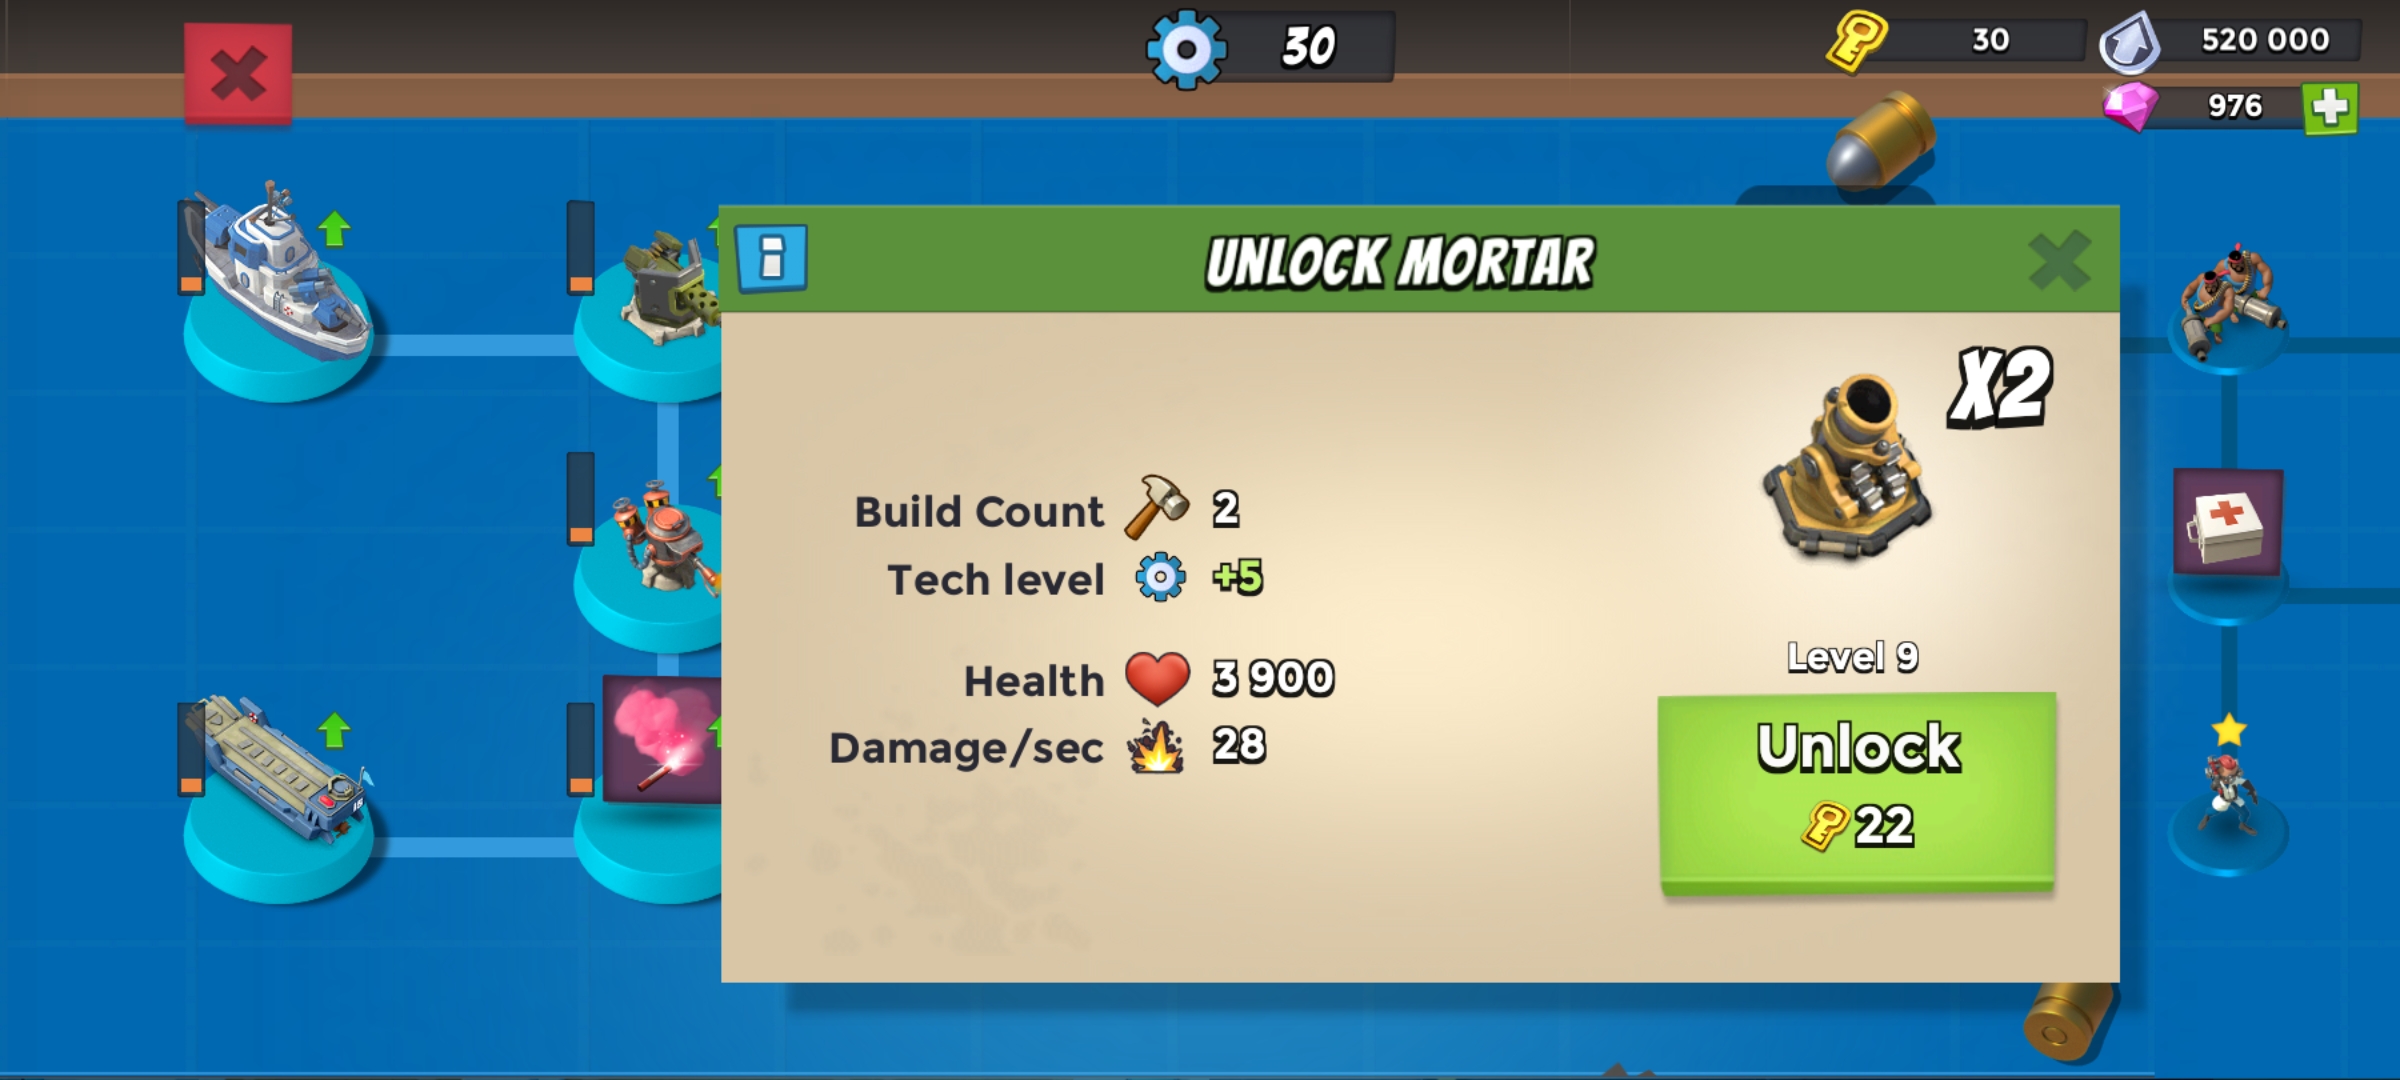 30
30
520 000
976
UNLOCK MORTAR
X2
Build Count 2
Tech level +5
Health 3 900
Damage/sec 28
Level 9
Unlock
22